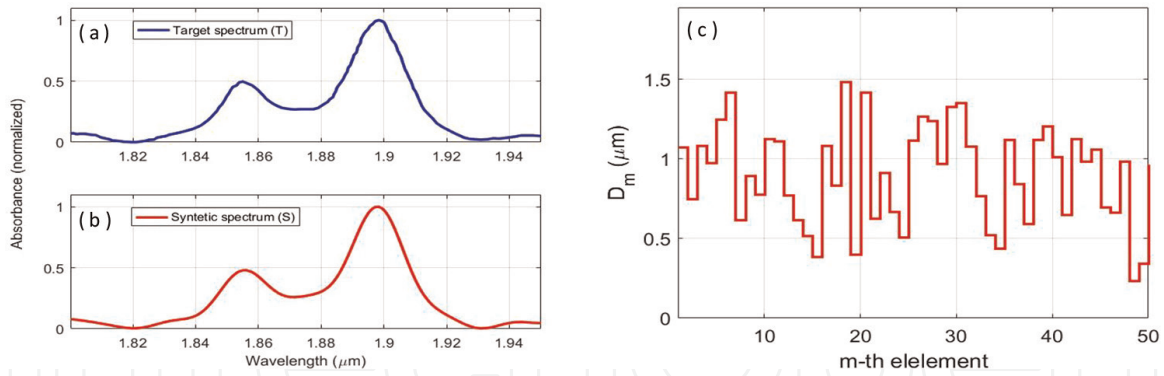 (a)
Target spectrum (T)
1
0.5
0
1.82 1.84 1.86 1.88 1.9 1.92 1.94
Absorbance (normalized)
(b)
Syntetic spectrum (S)
1
0.5
0
1.82 1.84 1.86 1.88 1.9 1.92 1.94
Wavelength (μm)
(c)
1.5
1
0.5
0
Dm (μm)
10 20 30 40 50
m-th elelement